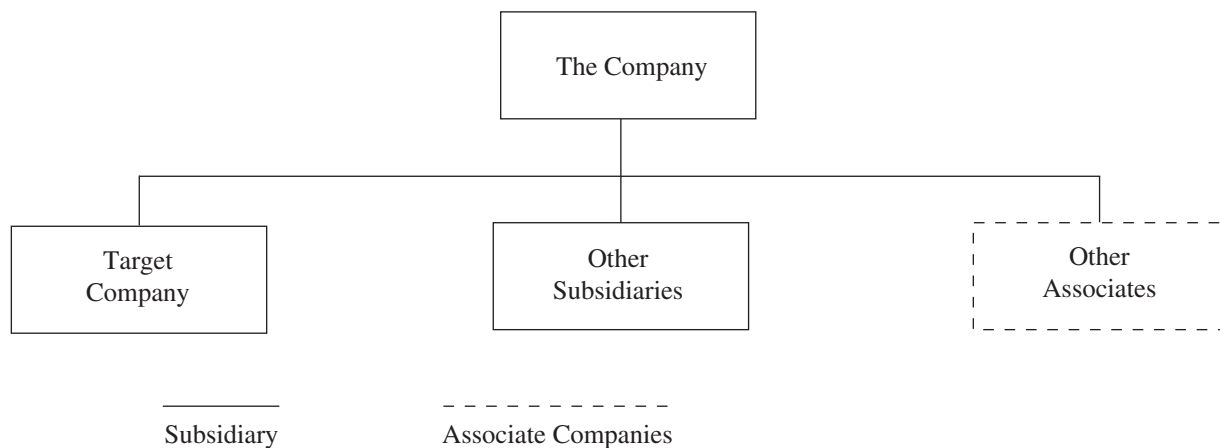 The Company
Target
Company
Other
Subsidiaries
Other
Associates
Subsidiary
Associate Companies